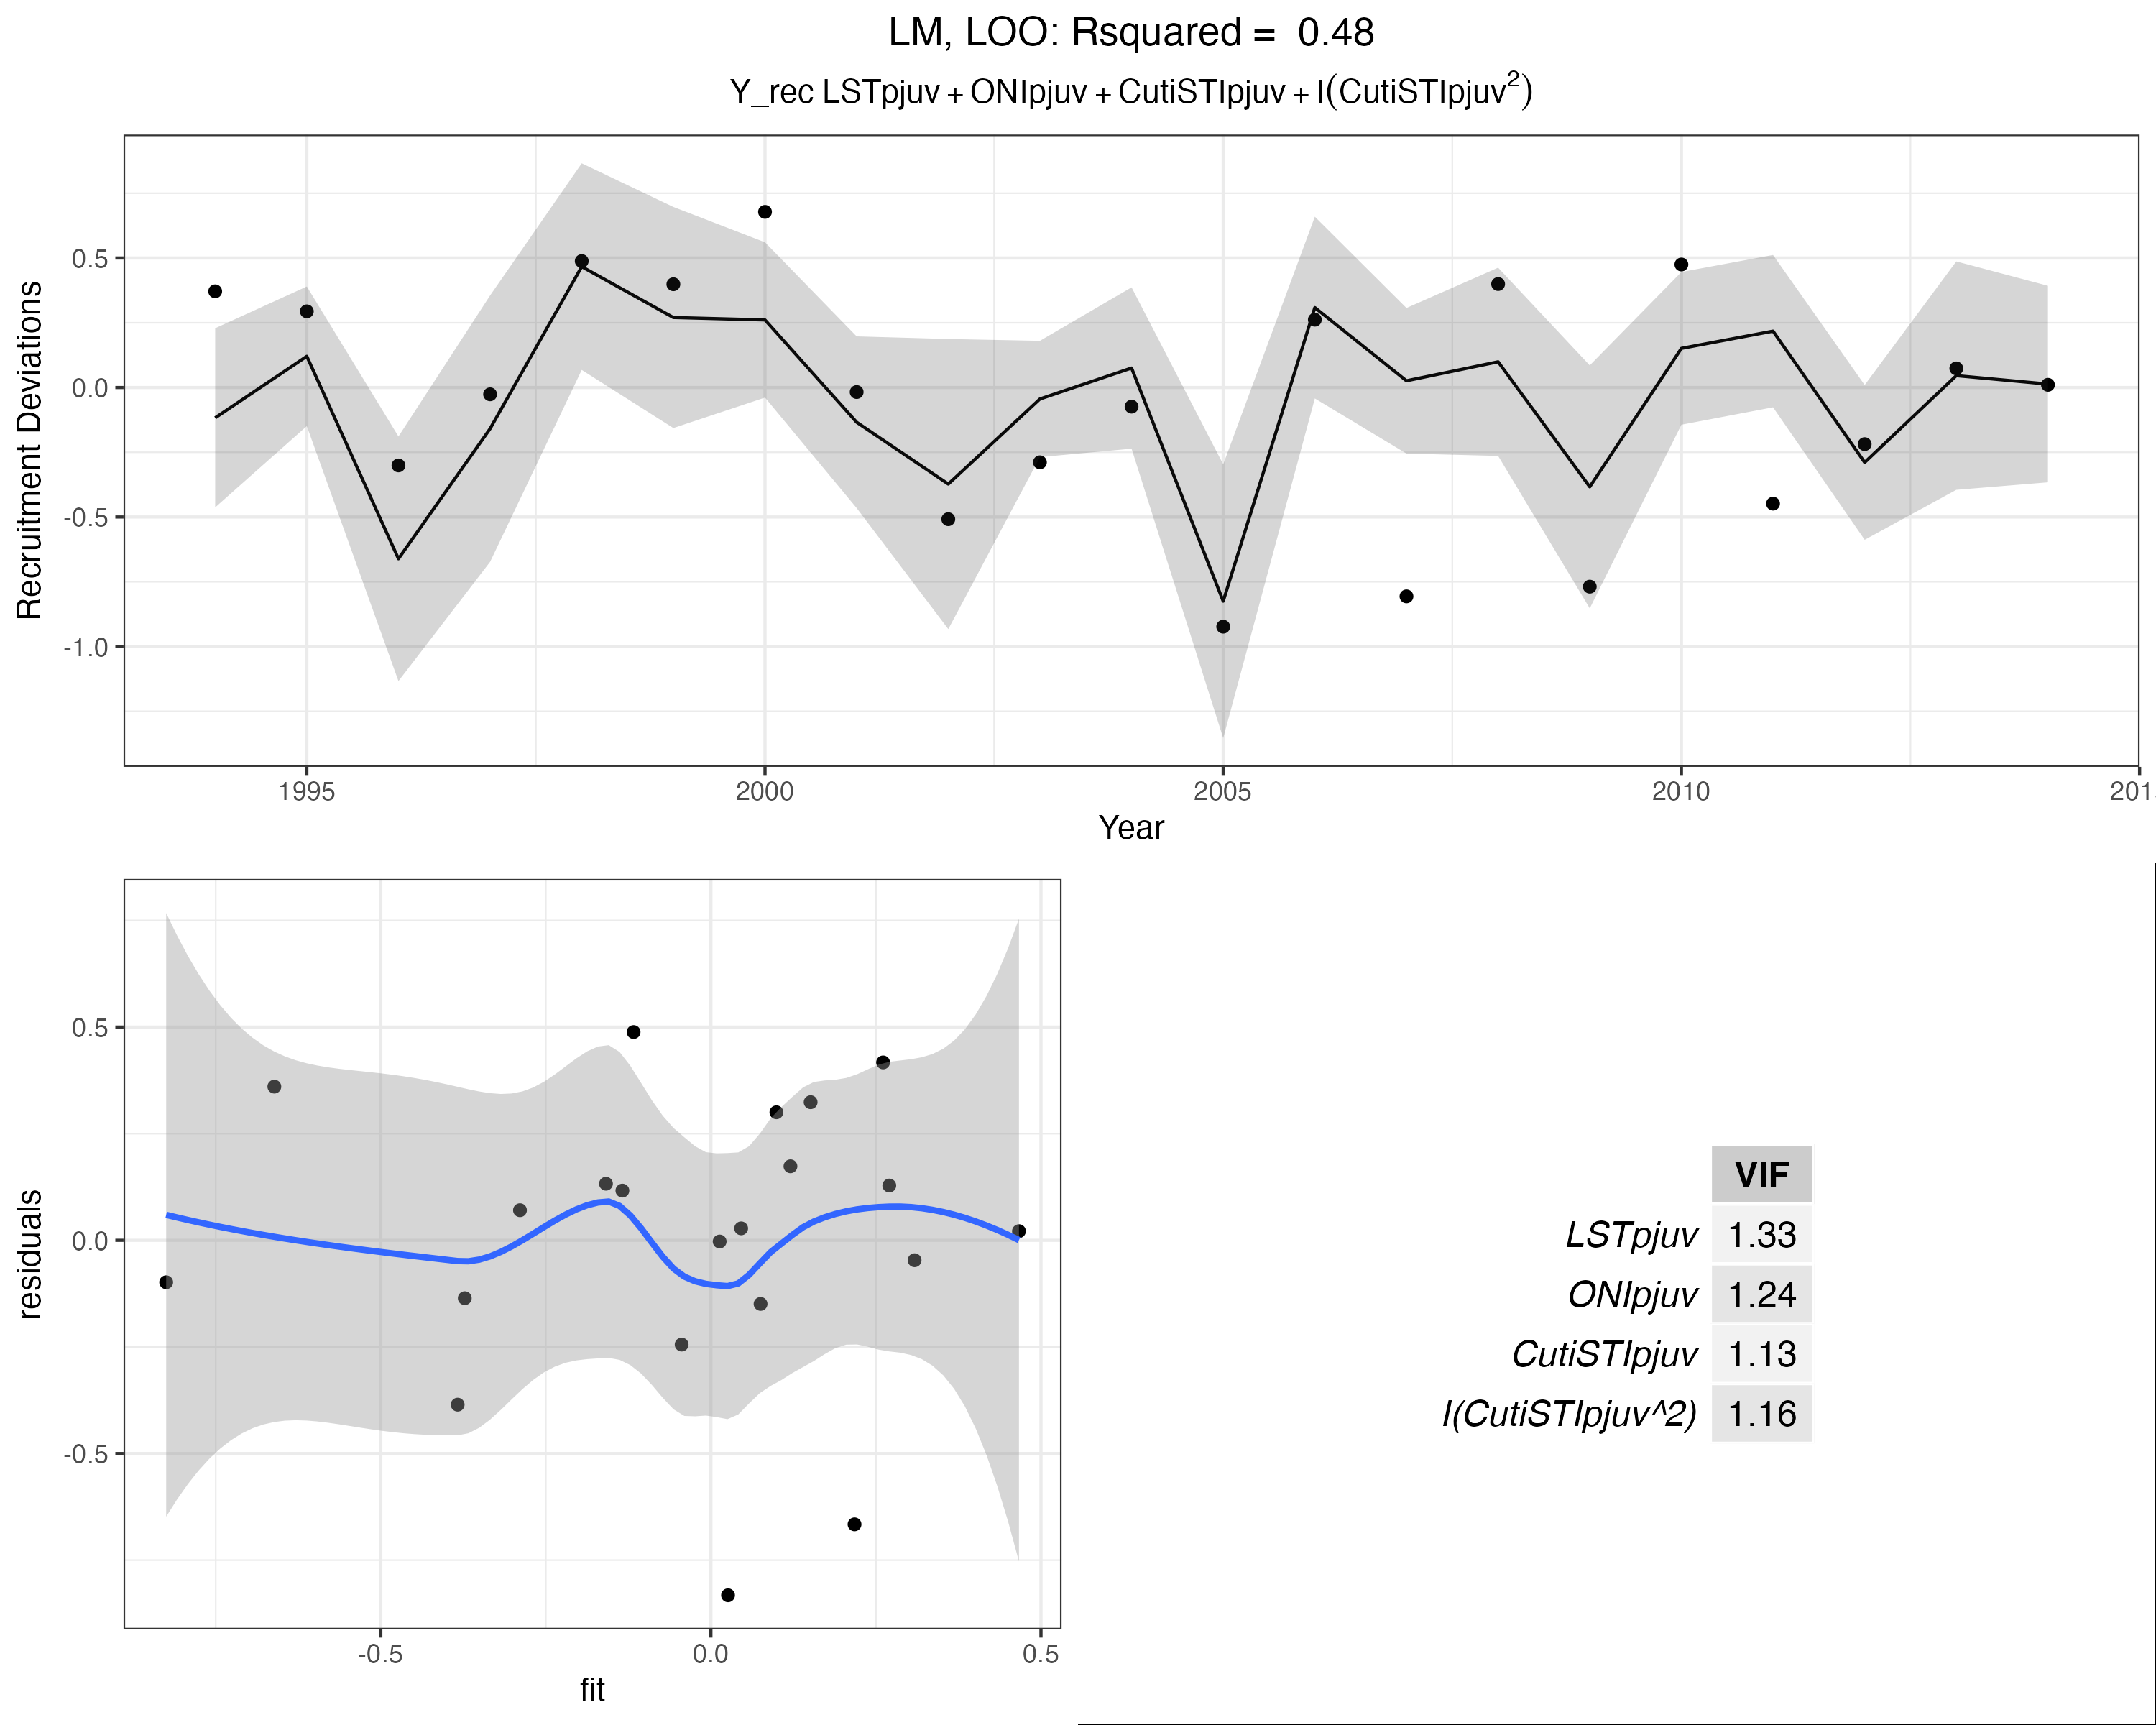 LM, LOO: Rsquared = 0.48
Y_rec LSTpjuv + ONIpjuv + CutiSTIpjuv + I(CutiSTIpjuv²)
Recruitment Deviations
0.5
0.0
-0.5
-1.0
1995 2000 2005 2010 201
Year
residuals
0.5
0.0
-0.5
-0.5 0.0 0.5
fit
VIF
LSTpjuv 1.33
ONIpjuv 1.24
CutiSTIpjuv 1.13
I(CutiSTIpjuv^2) 1.16